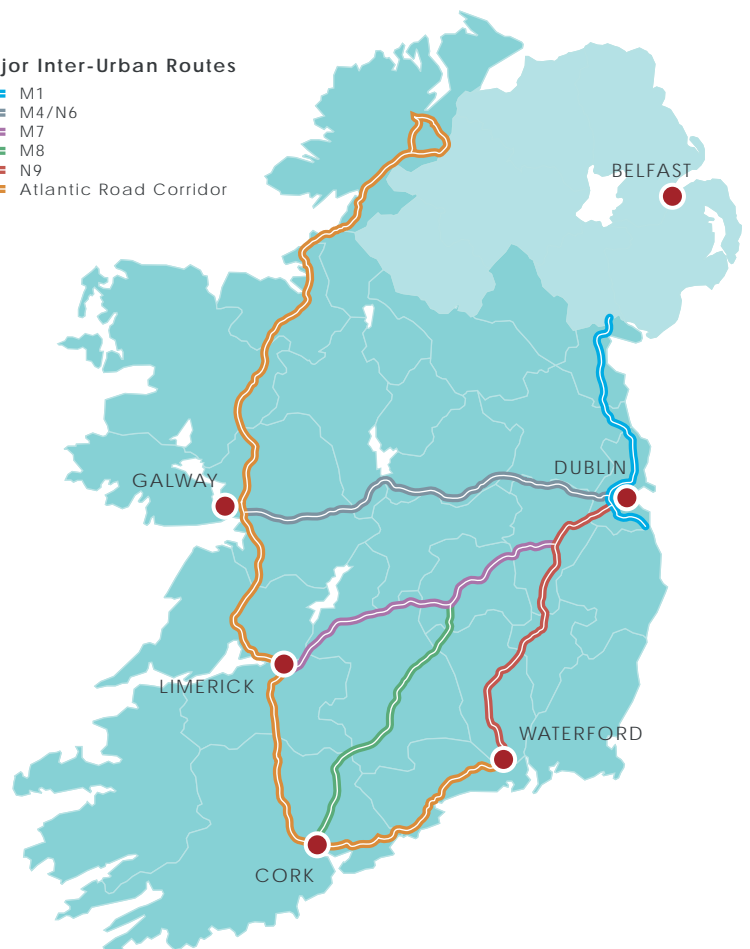 jor Inter-Urban Routes
M1
M4/N6
M7
M8
N9
Atlantic Road Corridor
BELFAST
DUBLIN
GALWAY
LIMERICK
WATERFORD
CORK